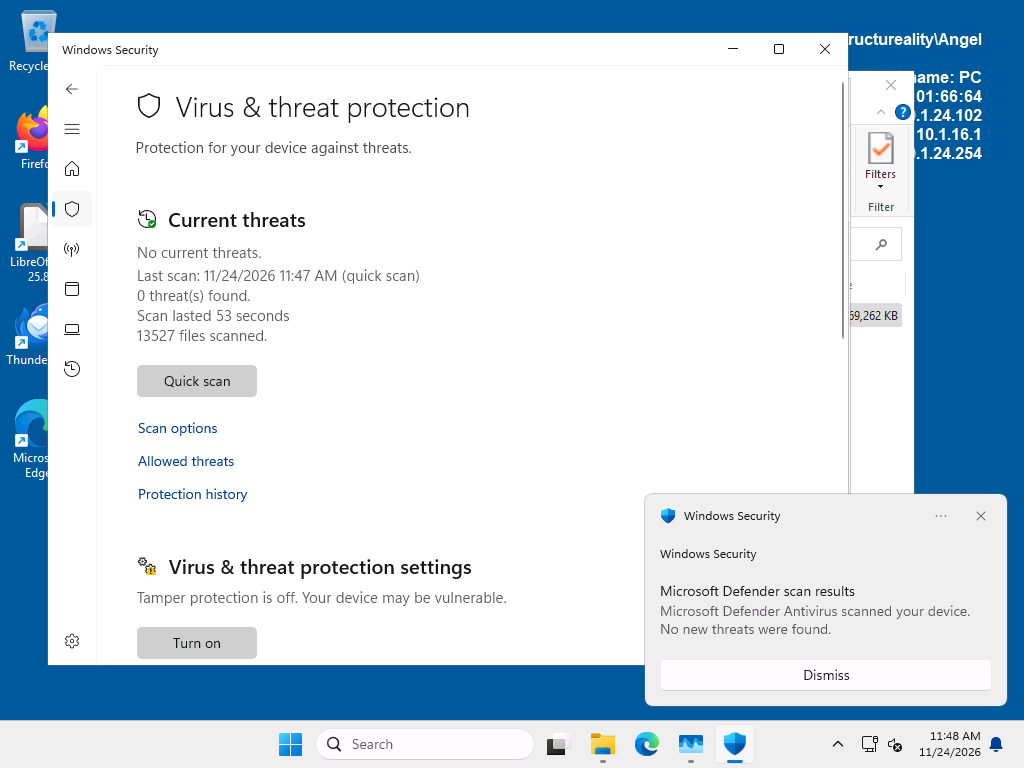 Recycle
Firefo
LibreOf
25.8
Thunde
Micros
Edge
Windows Security
Virus & threat protection
Protection for your device against threats.
Current threats
No current threats.
Last scan: 11/24/2026 11:47 AM (quick scan)
0 threat(s) found.
Scan lasted 53 seconds
13527 files scanned.
Quick scan
Scan options
Allowed threats
Protection history
Virus & threat protection settings
Tamper protection is off. Your device may be vulnerable.
Turn on
ructureality\Angel
name: PC
:01:66:64
.1.24.102
10.1.16.1
.1.24.254
?
Filters
Filter
69,262 KB
Windows Security
Windows Security
Microsoft Defender scan results
Microsoft Defender Antivirus scanned your device.
No new threats were found.
Dismiss
Search
11:48 AM
11/24/2026